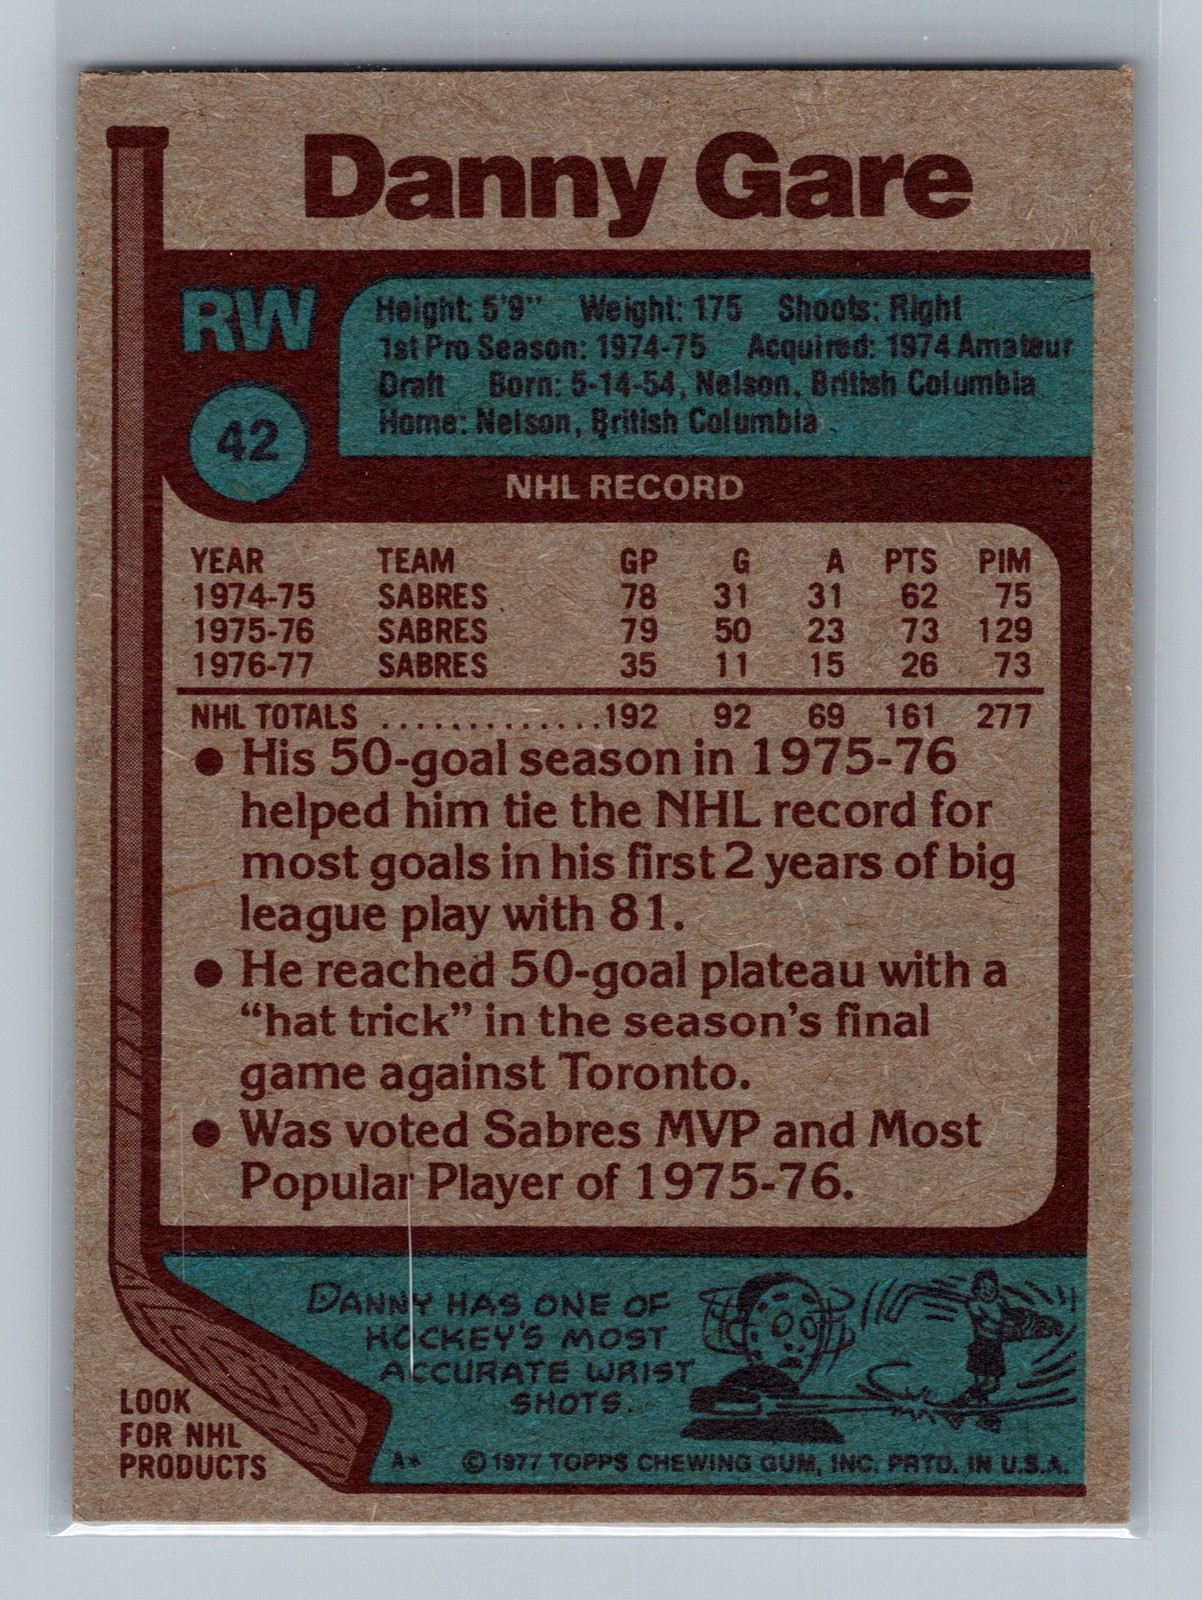 Danny Gare
RW
42
Height: 5'9" Weight: 175 Shoots: Right
1st Pro Season: 1974-75 Acquired: 1974 Amateur
Draft Born: 5-14-54, Nelson, British Columbia
Home: Nelson, British Columbia
NHL RECORD
YEAR TEAM GP G A PTS PIM
1974-75 SABRES 78 31 31 62 75
1975-76 SABRES 79 50 23 73 129
1976-77 SABRES 35 11 15 26 73
NHL TOTALS .............192 92 69 161 277
● His 50-goal season in 1975-76
helped him tie the NHL record for
most goals in his first 2 years of big
league play with 81.
● He reached 50-goal plateau with a
“hat trick” in the season's final
game against Toronto.
● Was voted Sabres MVP and Most
Popular Player of 1975-76.
DANNY HAS ONE OF
HOCKEY'S MOST
ACCURATE WRIST
SHOTS.
LOOK
FOR NHL
PRODUCTS
A* © 1977 TOPPS CHEWING GUM, INC. PRTD. IN U.S.A.